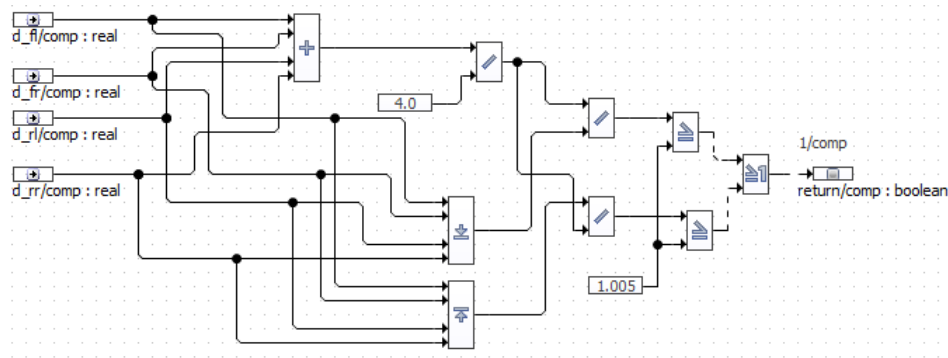 d_fl/comp : real
d_fr/comp : real
d_rl/comp : real
d_rr/comp : real
+
/
4.0
/
≥
1/comp
≥1
return/comp : boolean
/
≥
1.005